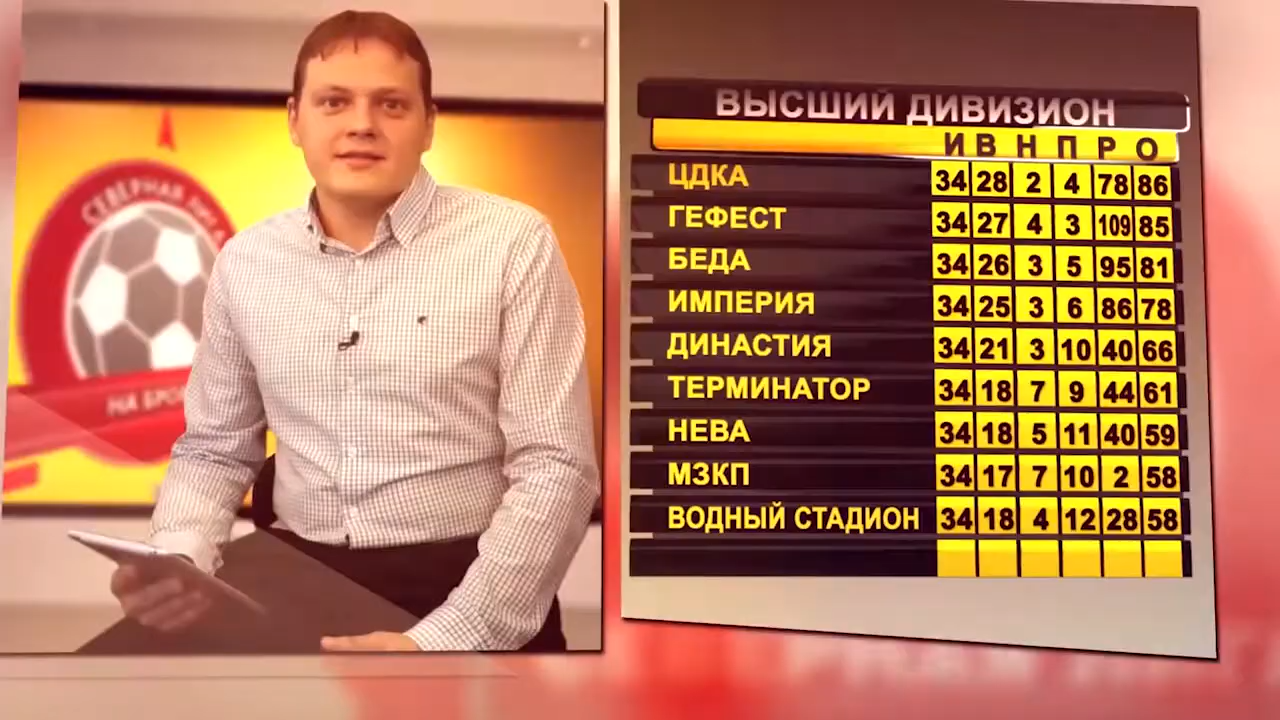 СЕВЕРНАЯ
НА
ВЫСШИЙ ДИВИЗИОН
И В Н П Р О
ЦДКА 34 28 2 4 78 86
ГЕФЕСТ 34 27 4 3 109 85
БЕДА 34 26 3 5 95 81
ИМПЕРИЯ 34 25 3 6 86 78
ДИНАСТИЯ 34 21 3 10 40 66
ТЕРМИНАТОР 34 18 7 9 44 61
НЕВА 34 18 5 11 40 59
МЗКП 34 17 7 10 2 58
ВОДНЫЙ СТАДИОН 34 18 4 12 28 58